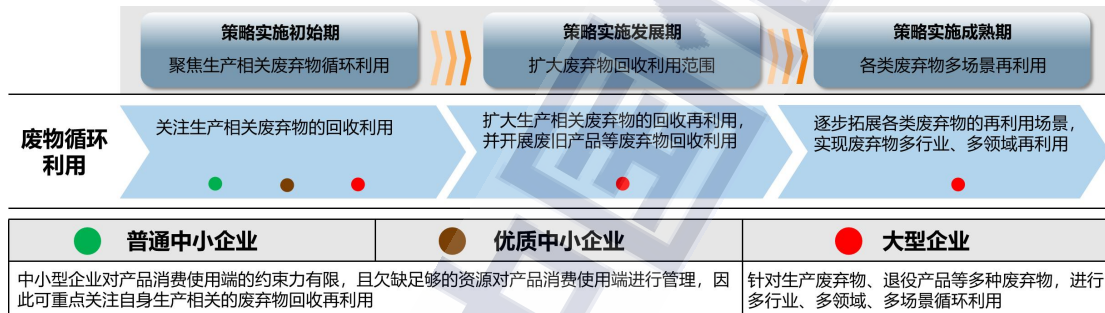 策略实施初始期
聚焦生产相关废弃物循环利用
策略实施发展期
扩大废弃物回收利用范围
策略实施成熟期
各类废弃物多场景再利用
废物循环
利用
关注生产相关废弃物的回收利用
扩大生产相关废弃物的回收再利用，
并开展废旧产品等废弃物回收利用
逐步拓展各类废弃物的再利用场景，
实现废弃物多行业、多领域再利用
普通中小企业
优质中小企业
大型企业
中小型企业对产品消费使用端的约束力有限，且欠缺足够的资源对产品消费使用端进行管理，因
此可重点关注自身生产相关的废弃物回收再利用
针对生产废弃物、退役产品等多种废弃物，进行
多行业、多领域、多场景循环利用